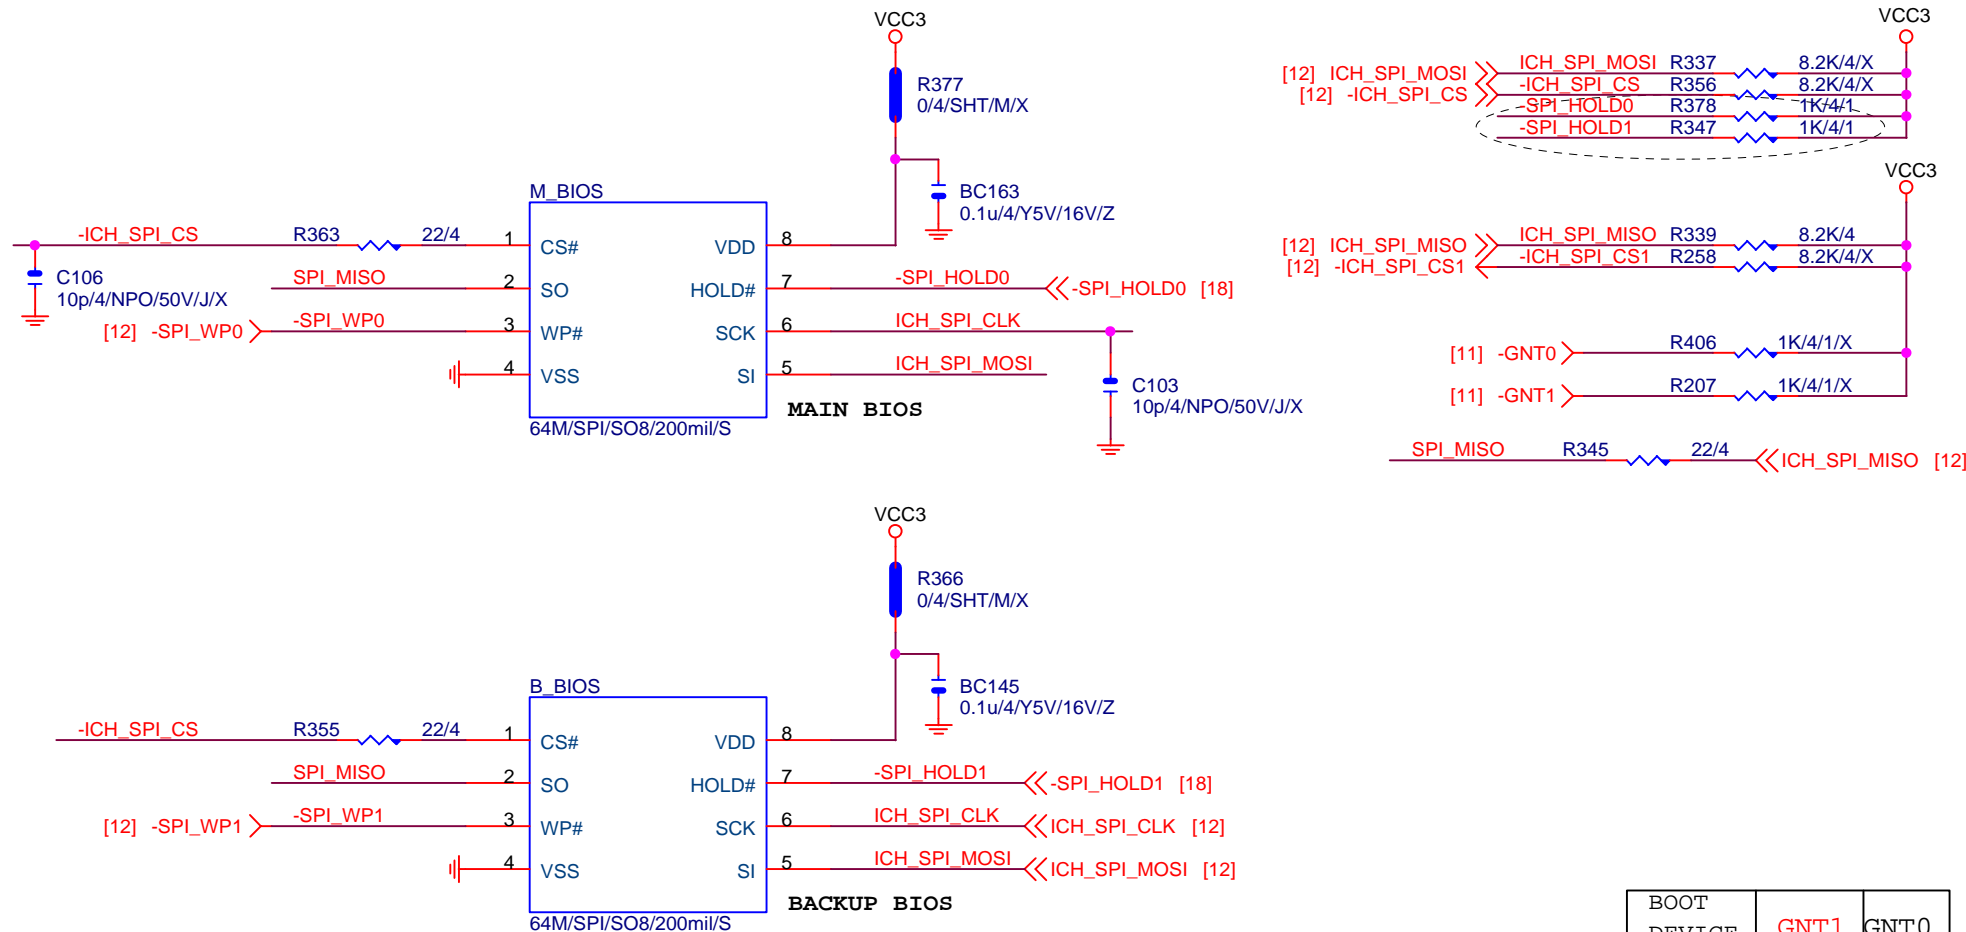 VCC3
R377
0/4/SHT/M/X
BC163
0.1u/4/Y5V/16V/Z
M_BIOS
-ICH_SPI_CS R363 22/4 1 CS# VDD 8
C106
10p/4/NPO/50V/J/X
SPI_MISO 2 SO HOLD# 7 -SPI_HOLD0 -SPI_HOLD0 [18]
[12] -SPI_WP0 -SPI_WP0 3 WP# SCK 6 ICH_SPI_CLK
4 VSS SI 5 ICH_SPI_MOSI
C103
10p/4/NPO/50V/J/X
MAIN BIOS
64M/SPI/SO8/200mil/S
VCC3
[12] ICH_SPI_MOSI ICH_SPI_MOSI R337 8.2K/4/X
[12] -ICH_SPI_CS -ICH_SPI_CS R356 8.2K/4/X
-SPI_HOLD0 R378 1K/4/1
-SPI_HOLD1 R347 1K/4/1
VCC3
[12] ICH_SPI_MISO ICH_SPI_MISO R339 8.2K/4
[12] -ICH_SPI_CS1 -ICH_SPI_CS1 R258 8.2K/4/X
[11] -GNT0 R406 1K/4/1/X
[11] -GNT1 R207 1K/4/1/X
SPI_MISO R345 22/4 ICH_SPI_MISO [12]
VCC3
R366
0/4/SHT/M/X
BC145
0.1u/4/Y5V/16V/Z
B_BIOS
-ICH_SPI_CS R355 22/4 1 CS# VDD 8
SPI_MISO 2 SO HOLD# 7 -SPI_HOLD1 -SPI_HOLD1 [18]
[12] -SPI_WP1 -SPI_WP1 3 WP# SCK 6 ICH_SPI_CLK ICH_SPI_CLK [12]
4 VSS SI 5 ICH_SPI_MOSI ICH_SPI_MOSI [12]
BACKUP BIOS
64M/SPI/SO8/200mil/S
BOOT
DEVICE GNT1 GNT0